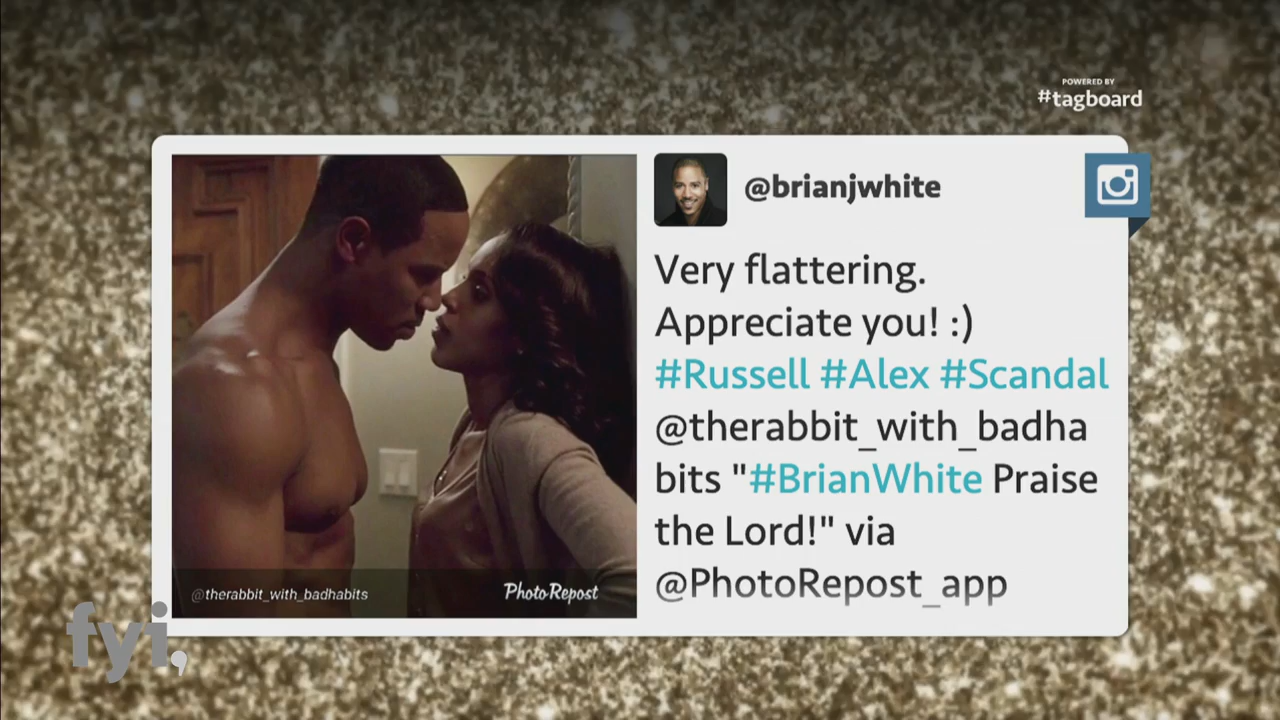 POWERED BY
#tagboard
@brianjwhite
Very flattering.
Appreciate you! :)
#Russell #Alex #Scandal
@therabbit_with_badha
bits "#BrianWhite Praise
the Lord!" via
@PhotoRepost_app
@therabbit_with_badhabits
PhotoRepost
fyi,